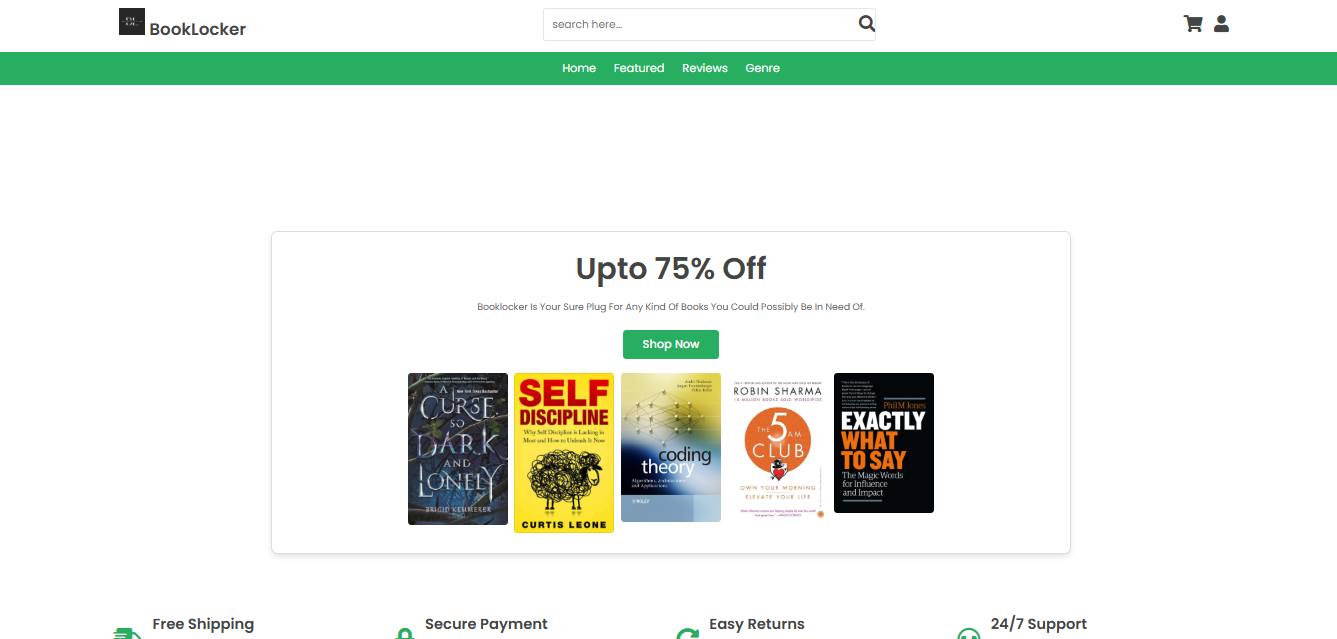 BL
BookLocker
search here...
Home Featured Reviews Genre
Upto 75% Off
Booklocker Is Your Sure Plug For Any Kind Of Books You Could Possibly Be In Need Of.
Shop Now
A
CURSE
SO
DARK
AND
LONELY
BRIGID KEMMERER
SELF
DISCIPLINE
Why Self Discipline is Lacking in
Most and How to Unleash It Now
CURTIS LEONE
coding
theory
Algorithms, Architectures,
and Applications
WILEY
ROBIN SHARMA
THE
5 AM
CLUB
OWN YOUR MORNING
ELEVATE YOUR LIFE
Phil M Jones
EXACTLY
WHAT
TO SAY
The Magic Words
for Influence
and Impact
Free Shipping
Secure Payment
Easy Returns
24/7 Support